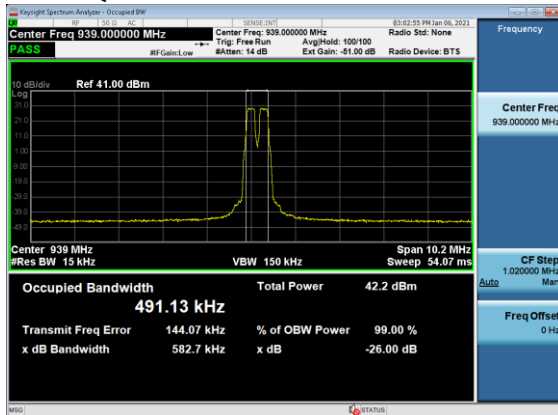 Keysight Spectrum Analyzer - Occupied BW
RF 50 Ω AC SENSE:INT 03:02:55 PM Jan 06, 2021
Center Freq 939.000000 MHz Center Freq: 939.000000 MHz Radio Std: None
PASS Trig: Free Run Avg|Hold: 100/100
#IFGain:Low #Atten: 14 dB Ext Gain: -51.00 dB Radio Device: BTS
10 dB/div Ref 41.00 dBm
Log
31.0
21.0
11.0
1.00
-9.00
-19.0
-29.0
-39.0
-49.0
Center 939 MHz Span 10.2 MHz
#Res BW 15 kHz VBW 150 kHz Sweep 54.07 ms
Occupied Bandwidth Total Power 42.2 dBm
491.13 kHz
Transmit Freq Error 144.07 kHz % of OBW Power 99.00 %
x dB Bandwidth 582.7 kHz x dB -26.00 dB
MSG STATUS
Frequency
Center Freq
939.000000 MHz
CF Step
1.020000 MHz
Auto Man
Freq Offset
0 Hz